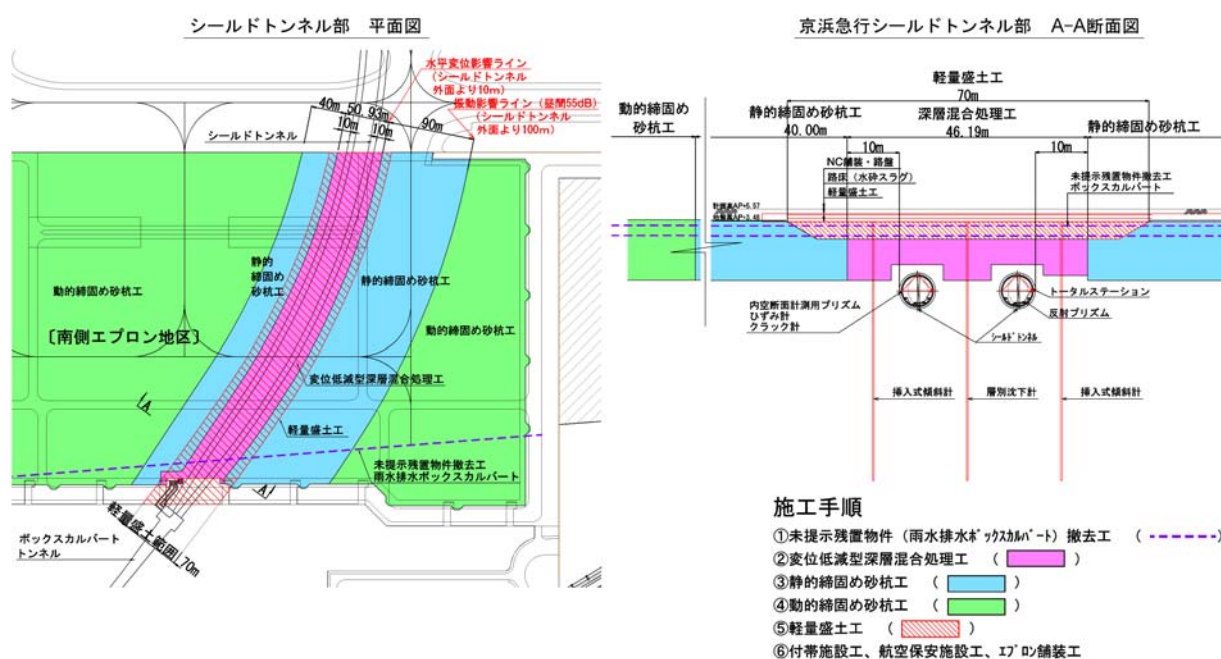 シールドトンネル部　平面図
水平変位影響ライン
(シールドトンネル
外面より10m)
振動影響ライン (昼間55dB)
(シールドトンネル
外面より100m)
40m
50.93m
90m
10m
10m
シールドトンネル
静的
締固め
砂杭工
静的締固め砂杭工
動的締固め砂杭工
動的締固め砂杭工
〔南側エプロン地区〕
変位低減型深層混合処理工
A
軽量盛土工
未提示残置物件撤去工
雨水排水ボックスカルバート
A
軽量盛土範囲 70m
ボックスカルバート
トンネル
京浜急行シールドトンネル部　A-A断面図
軽量盛土工
70m
動的締固め
砂杭工
静的締固め砂杭工
40.00m
深層混合処理工
46.19m
静的締固め砂杭工
10m
10m
NC舗装・路盤
路床（水砕スラグ）
軽量盛土工
未提示残置物件撤去工
ボックスカルバート
計画高AP+5.57
内空断面計測用プリズム
ひずみ計
クラック計
トータルステーション
反射プリズム
シールドトンネル
挿入式傾斜計
層別沈下計
挿入式傾斜計
施工手順
①未提示残置物件（雨水排水ボックスカルバート）撤去工　（　　）
②変位低減型深層混合処理工　（　　）
③静的締固め砂杭工　（　　）
④動的締固め砂杭工　（　　）
⑤軽量盛土工　（　　）
⑥付帯施設工、航空保安施設工、エプロン舗装工